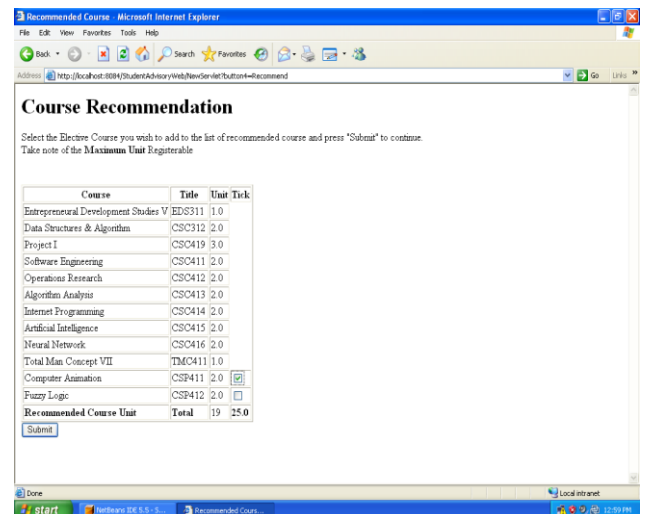 Recommended Course - Microsoft Internet Explorer
File Edit View Favorites Tools Help
Back Search Favorites
Address http://localhost:8084/StudentAdvisoryWeb/NewServlet?button4=Recommend Go Links »
Course Recommendation
Select the Elective Course you wish to add to the list of recommended course and press "Submit" to continue.
Take note of the Maximum Unit Registerable
Course Title Unit Tick
Entrepreneural Development Studies V EDS311 1.0
Data Structures & Algorithm CSC312 2.0
Project I CSC419 3.0
Software Engineering CSC411 2.0
Operations Research CSC412 2.0
Algorithm Analysis CSC413 2.0
Internet Programming CSC414 2.0
Artificial Intelligence CSC415 2.0
Neural Network CSC416 2.0
Total Man Concept VII TMC411 1.0
Computer Animation CSP411 2.0
Fuzzy Logic CSP412 2.0
Recommended Course Unit Total 19 25.0
Submit
Done Local intranet
start NetBeans IDE 5.5 - S... Recommended Cours... 12:59 PM